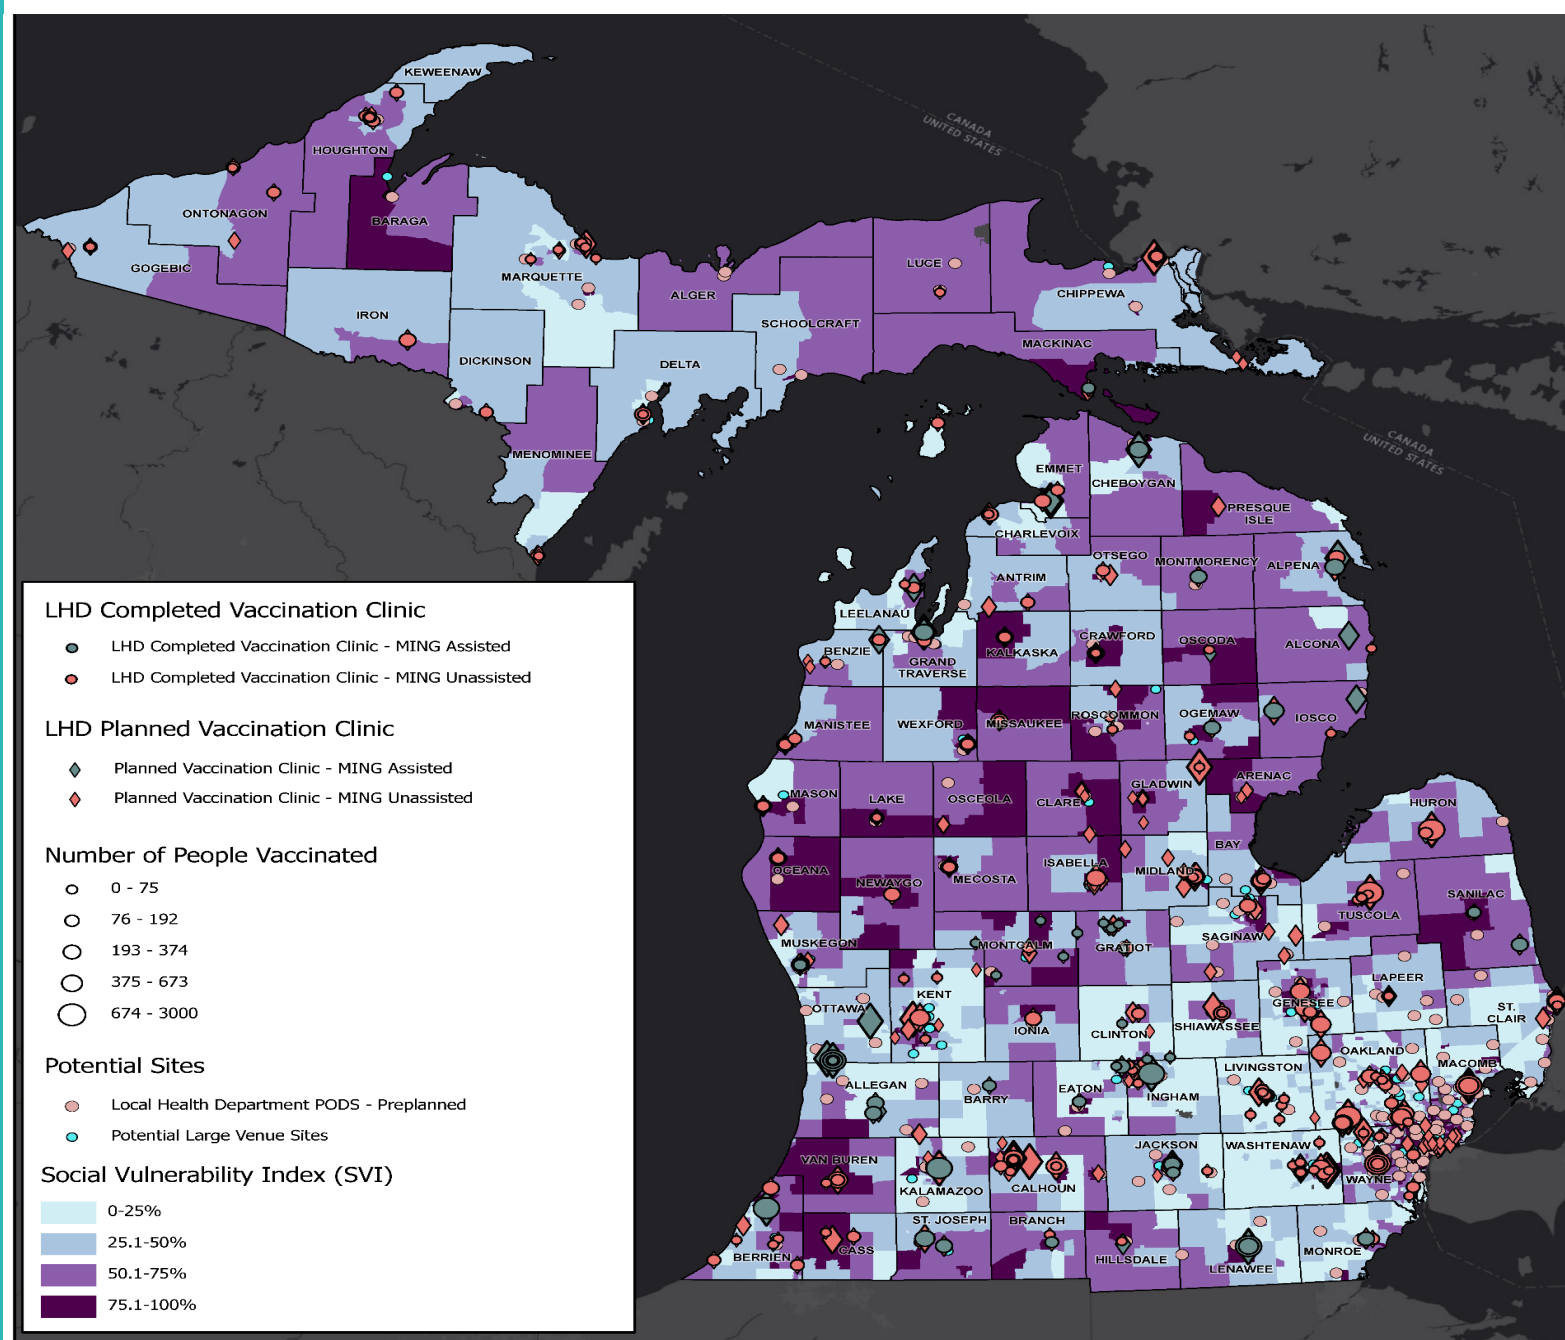 KEWEENAW
CANADA
UNITED STATES
HOUGHTON
ONTONAGON
BARAGA
GOGEBIC
MARQUETTE
LUCE
ALGER
CHIPPEWA
IRON
SCHOOLCRAFT
MACKINAC
DICKINSON
DELTA
CANADA
UNITED STATES
MENOMINEE
EMMET
CHEBOYGAN
PRESQUE
ISLE
CHARLEVOIX
OTSEGO
MONTMORENCY
ALPENA
ANTRIM
LEELANAU
CRAWFORD
OSCODA
ALCONA
BENZIE
GRAND
TRAVERSE
KALKASKA
MANISTEE
WEXFORD
MISSAUKEE
ROSCOMMON
OGEMAW
IOSCO
MASON
LAKE
OSCEOLA
CLARE
GLADWIN
ARENAC
HURON
OCEANA
NEWAYGO
MECOSTA
ISABELLA
MIDLAND
BAY
TUSCOLA
SANILAC
MUSKEGON
MONTCALM
GRATIOT
SAGINAW
LAPEER
OTTAWA
KENT
IONIA
CLINTON
SHIAWASSEE
GENESEE
ST.
CLAIR
ALLEGAN
BARRY
EATON
INGHAM
LIVINGSTON
OAKLAND
MACOMB
VAN BUREN
KALAMAZOO
CALHOUN
JACKSON
WASHTENAW
WAYNE
BERRIEN
CASS
ST. JOSEPH
BRANCH
HILLSDALE
LENAWEE
MONROE
LHD Completed Vaccination Clinic
LHD Completed Vaccination Clinic - MING Assisted
LHD Completed Vaccination Clinic - MING Unassisted
LHD Planned Vaccination Clinic
Planned Vaccination Clinic - MING Assisted
Planned Vaccination Clinic - MING Unassisted
Number of People Vaccinated
0 - 75
76 - 192
193 - 374
375 - 673
674 - 3000
Potential Sites
Local Health Department PODS - Preplanned
Potential Large Venue Sites
Social Vulnerability Index (SVI)
0-25%
25.1-50%
50.1-75%
75.1-100%